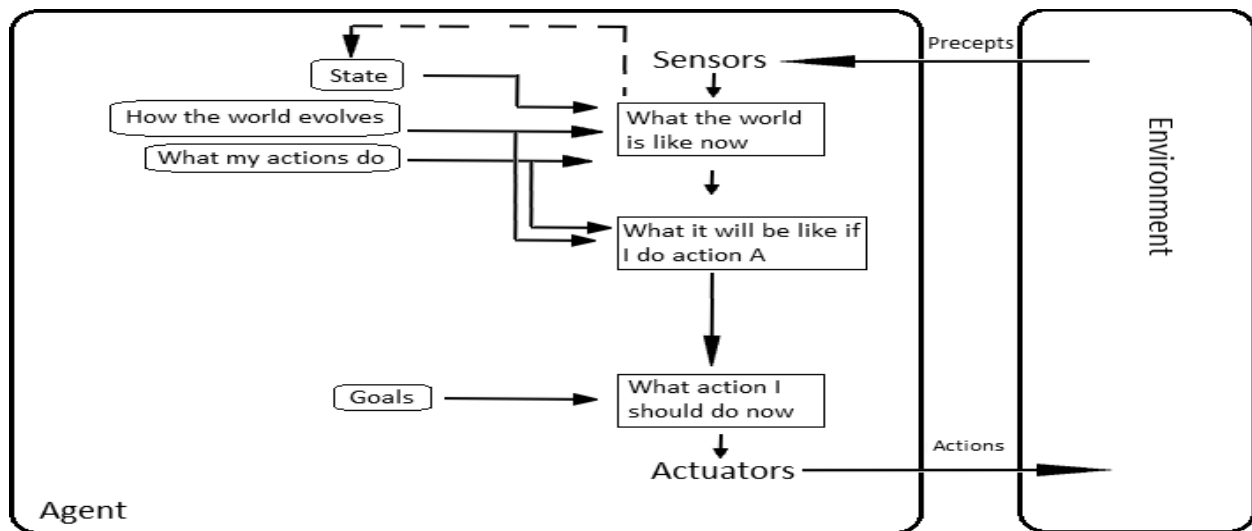 Precepts
Sensors
State
How the world evolves
What the world
is like now
What my actions do
Environment
What it will be like if
I do action A
What action I
should do now
Goals
Actions
Actuators
Agent